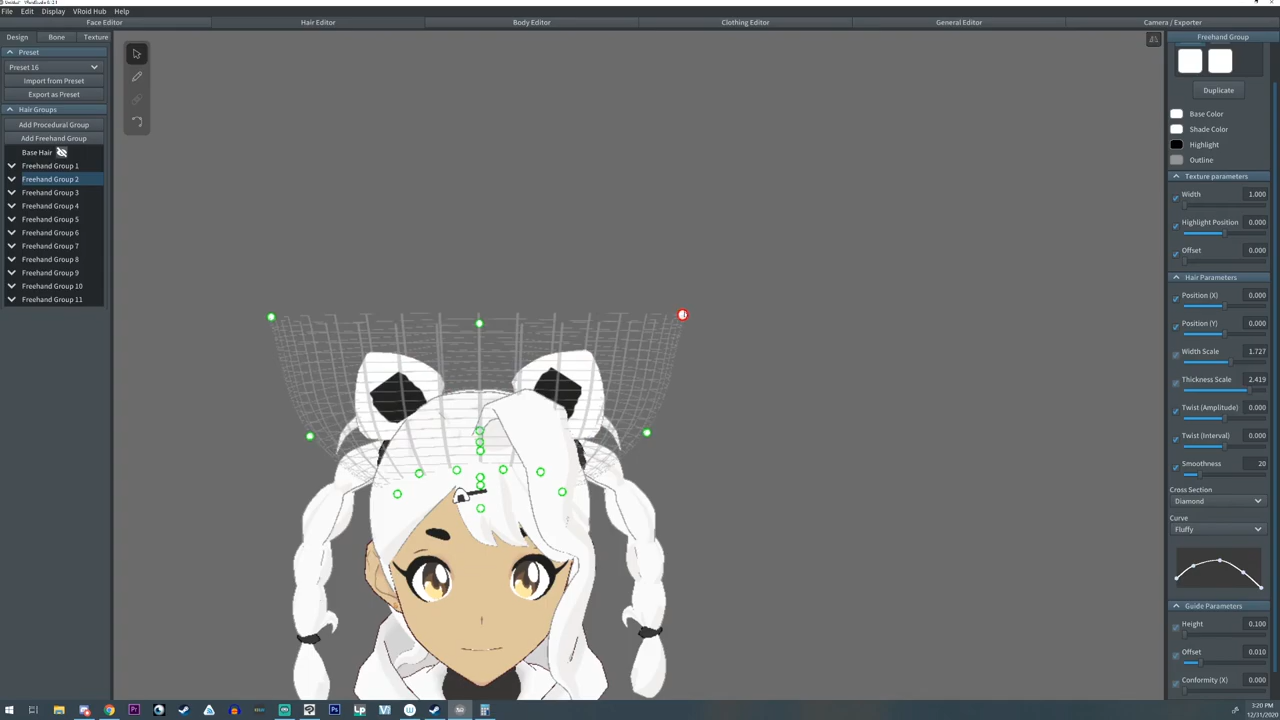 File Edit Display VRoid Hub Help
Face Editor Hair Editor Body Editor Clothing Editor General Editor Camera / Exporter
Design Bone Texture
Preset
Preset 16
Import from Preset
Export as Preset
Hair Groups
Add Procedural Group
Add Freehand Group
Base Hair
Freehand Group 1
Freehand Group 2
Freehand Group 3
Freehand Group 4
Freehand Group 5
Freehand Group 6
Freehand Group 7
Freehand Group 8
Freehand Group 9
Freehand Group 10
Freehand Group 11
Freehand Group
Duplicate
Base Color
Shade Color
Highlight
Outline
Texture parameters
Width 1.000
Highlight Position 0.000
Offset 0.000
Hair Parameters
Position (X) 0.000
Position (Y) 0.000
Width Scale 1.727
Thickness Scale 2.419
Twist (Amplitude) 0.000
Twist (Interval) 0.000
Smoothness 20
Cross Section
Diamond
Curve
Fluffy
Guide Parameters
Height 0.100
Offset 0.010
Conformity (X) 0.000
3:20 PM
12/31/2020